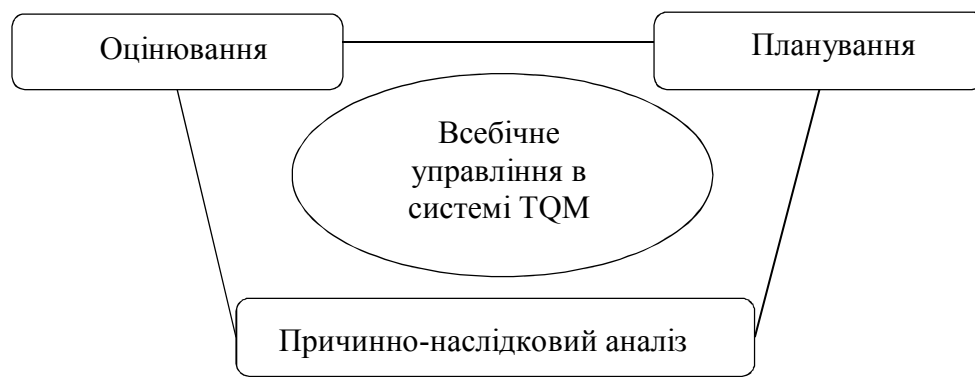 Оцінювання
Планування
Всебічне
управління в
системі TQM
Причинно-наслідковий аналіз